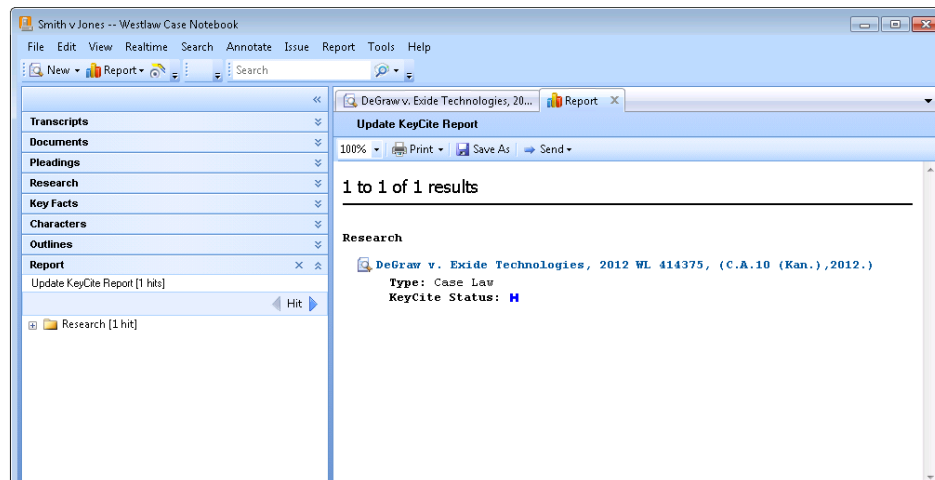 Smith v Jones -- Westlaw Case Notebook
File Edit View Realtime Search Annotate Issue Report Tools Help
New Report Search
DeGraw v. Exide Technologies, 20... Report X
Transcripts
Documents
Pleadings
Research
Key Facts
Characters
Outlines
Report
Update KeyCite Report [1 hits]
Hit
Research [1 hit]
Update KeyCite Report
100% Print Save As Send
1 to 1 of 1 results
Research
DeGraw v. Exide Technologies, 2012 WL 414375, (C.A.10 (Kan.),2012.)
Type: Case Law
KeyCite Status: H